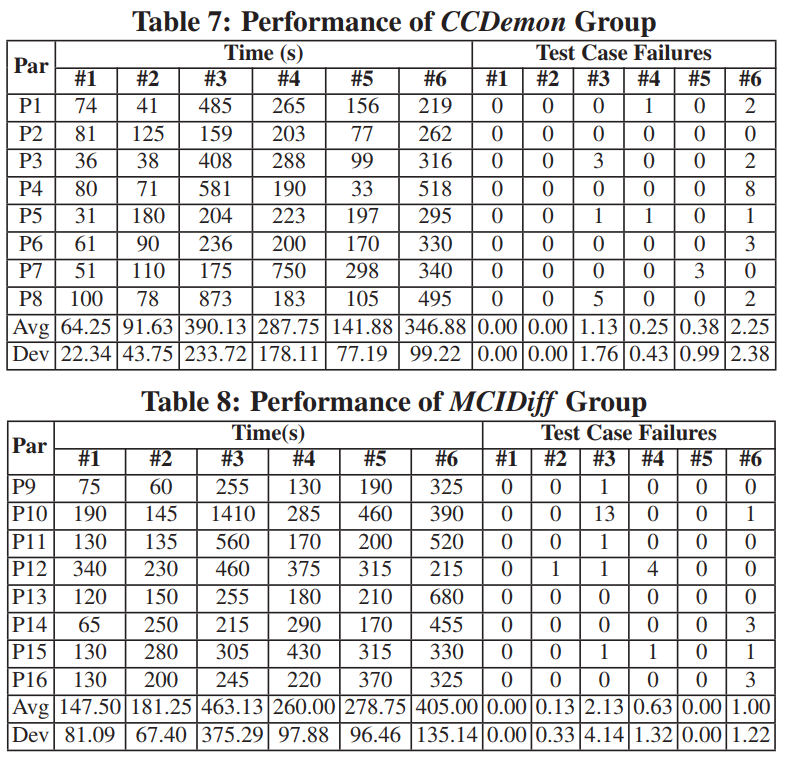 Table 7: Performance of CCDemon Group
Par Time (s) Test Case Failures
#1 #2 #3 #4 #5 #6 #1 #2 #3 #4 #5 #6
P1 74 41 485 265 156 219 0 0 0 1 0 2
P2 81 125 159 203 77 262 0 0 0 0 0 0
P3 36 38 408 288 99 316 0 0 3 0 0 2
P4 80 71 581 190 33 518 0 0 0 0 0 8
P5 31 180 204 223 197 295 0 0 1 1 0 1
P6 61 90 236 200 170 330 0 0 0 0 0 3
P7 51 110 175 750 298 340 0 0 0 0 3 0
P8 100 78 873 183 105 495 0 0 5 0 0 2
Avg 64.25 91.63 390.13 287.75 141.88 346.88 0.00 0.00 1.13 0.25 0.38 2.25
Dev 22.34 43.75 233.72 178.11 77.19 99.22 0.00 0.00 1.76 0.43 0.99 2.38
Table 8: Performance of MCIDiff Group
Par Time(s) Test Case Failures
#1 #2 #3 #4 #5 #6 #1 #2 #3 #4 #5 #6
P9 75 60 255 130 190 325 0 0 1 0 0 0
P10 190 145 1410 285 460 390 0 0 13 0 0 1
P11 130 135 560 170 200 520 0 0 1 0 0 0
P12 340 230 460 375 315 215 0 1 1 4 0 0
P13 120 150 255 180 210 680 0 0 0 0 0 0
P14 65 250 215 290 170 455 0 0 0 0 0 3
P15 130 280 305 430 315 330 0 0 1 1 0 1
P16 130 200 245 220 370 325 0 0 0 0 0 3
Avg 147.50 181.25 463.13 260.00 278.75 405.00 0.00 0.13 2.13 0.63 0.00 1.00
Dev 81.09 67.40 375.29 97.88 96.46 135.14 0.00 0.33 4.14 1.32 0.00 1.22